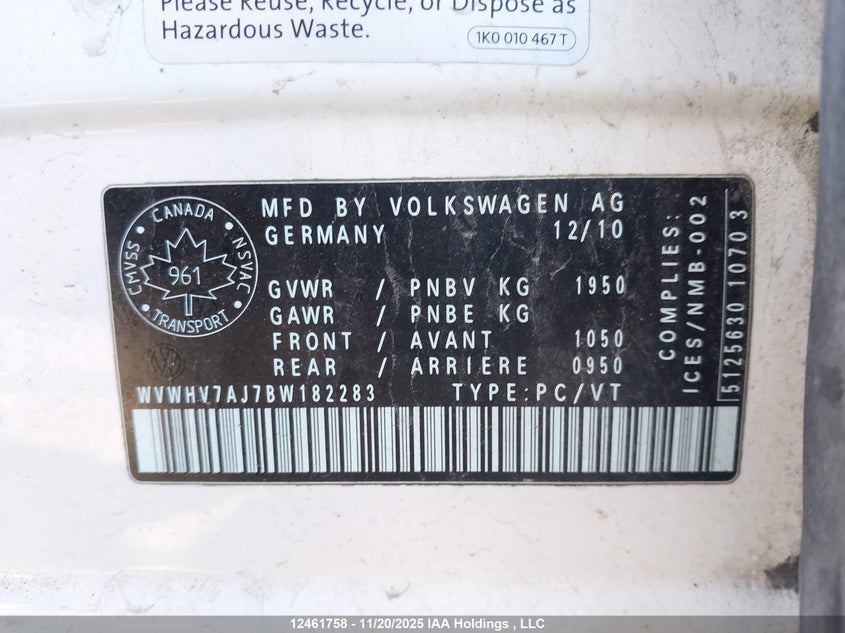 Please Reuse, Recycle, or Dispose as
Hazardous Waste.
1K0 010 467 T
CANADA
CMVSS
NSVAC
961
TRANSPORT
MFD BY VOLKSWAGEN AG
GERMANY 12/10
GVWR / PNBV KG 1950
GAWR / PNBE KG
FRONT / AVANT 1050
REAR / ARRIERE 0950
WVWHV7AJ7BW182283 TYPE:PC/VT
COMPLIES:
ICES/NMB-002
5125630 10703
12461758 - 11/20/2025 IAA Holdings , LLC